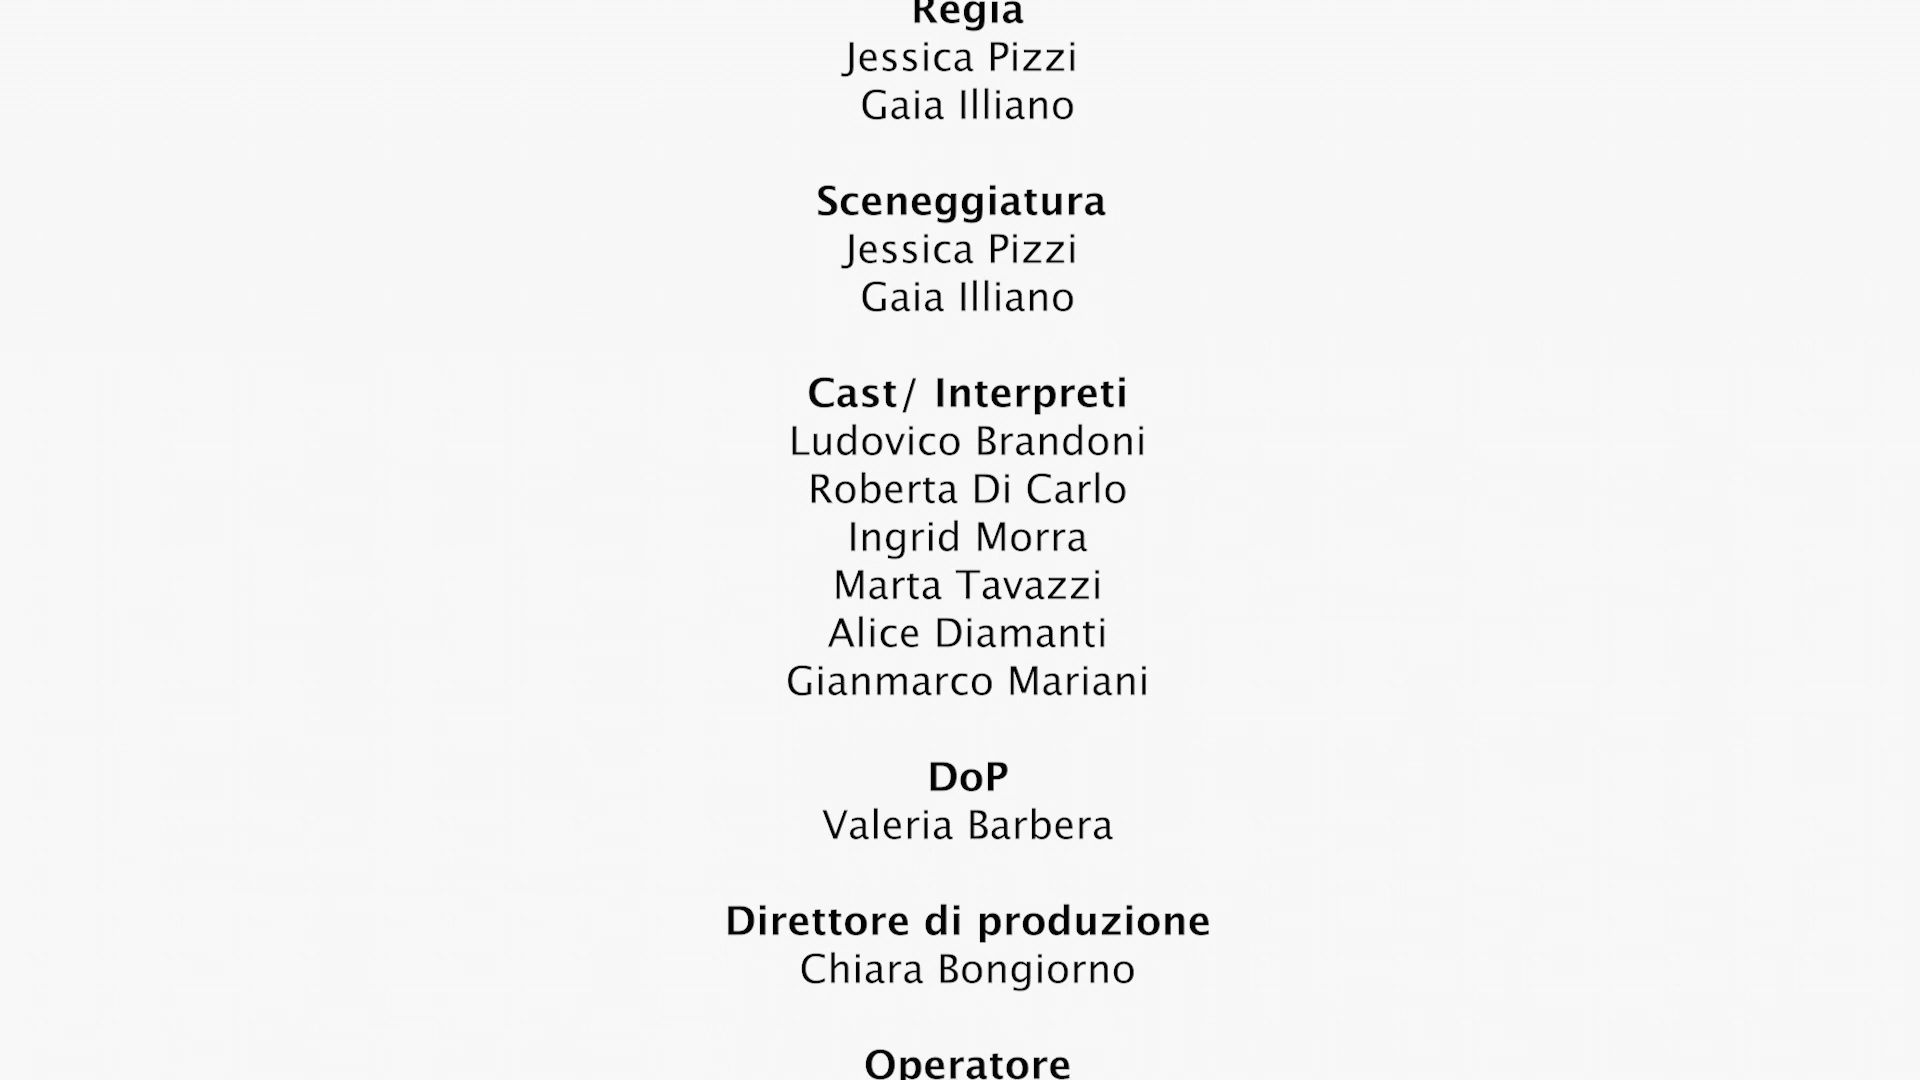 Regia
Jessica Pizzi
Gaia Illiano
Sceneggiatura
Jessica Pizzi
Gaia Illiano
Cast/ Interpreti
Ludovico Brandoni
Roberta Di Carlo
Ingrid Morra
Marta Tavazzi
Alice Diamanti
Gianmarco Mariani
DoP
Valeria Barbera
Direttore di produzione
Chiara Bongiorno
Operatore